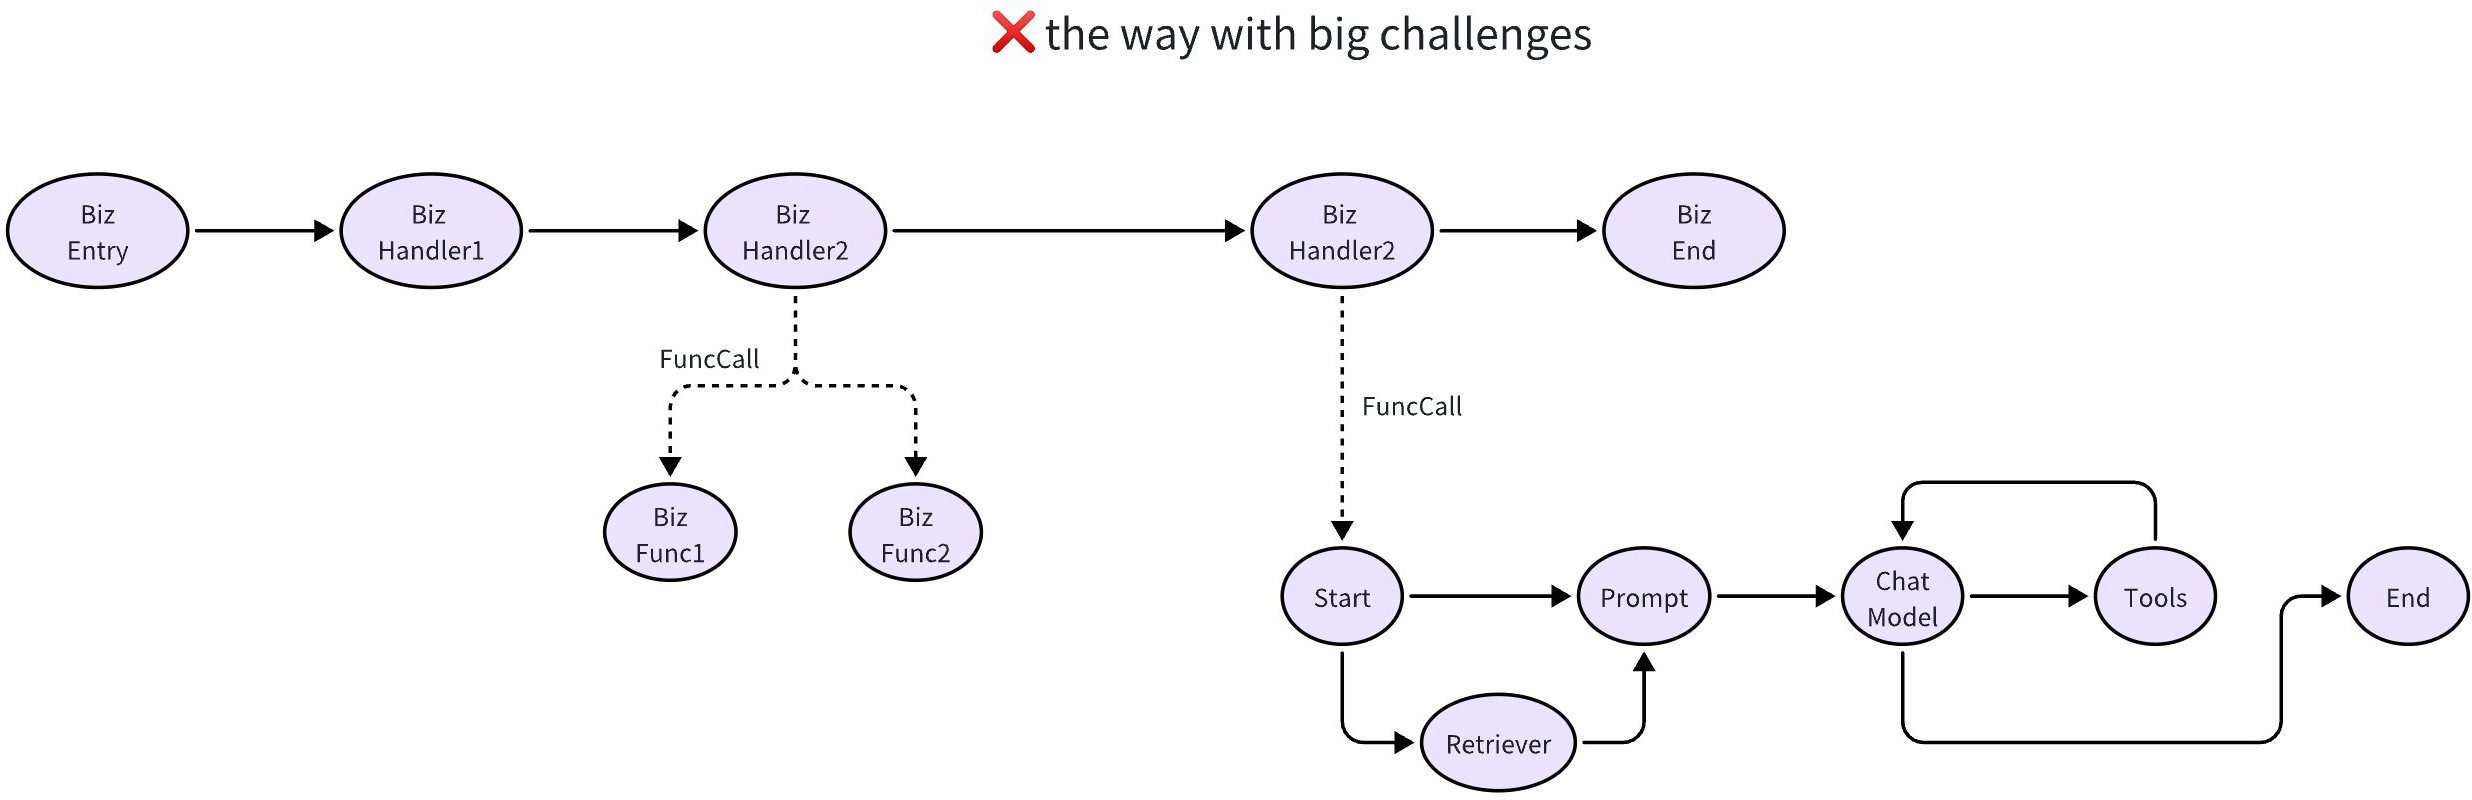 ❌ the way with big challenges
Biz
Entry
Biz
Handler1
Biz
Handler2
Biz
Handler2
Biz
End
FuncCall
FuncCall
Biz
Func1
Biz
Func2
Start
Prompt
Chat
Model
Tools
End
Retriever